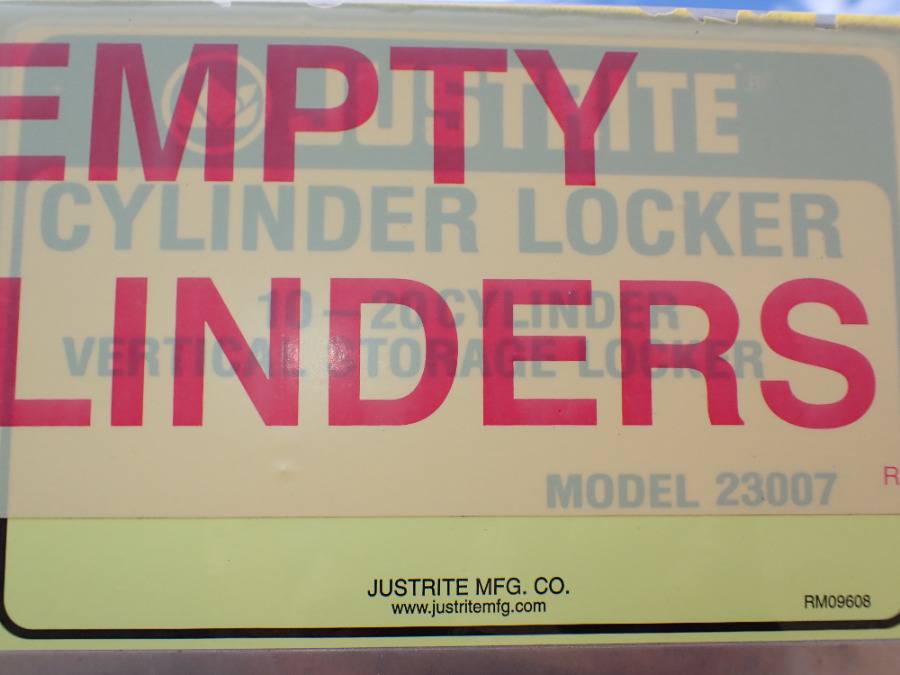 EMPTY
JUSTRITE®
CYLINDER LOCKER
LINDERS
10 - 20 CYLINDER
VERTICAL STORAGE LOCKER
MODEL 23007
R
JUSTRITE MFG. CO.
www.justritemfg.com
RM09608